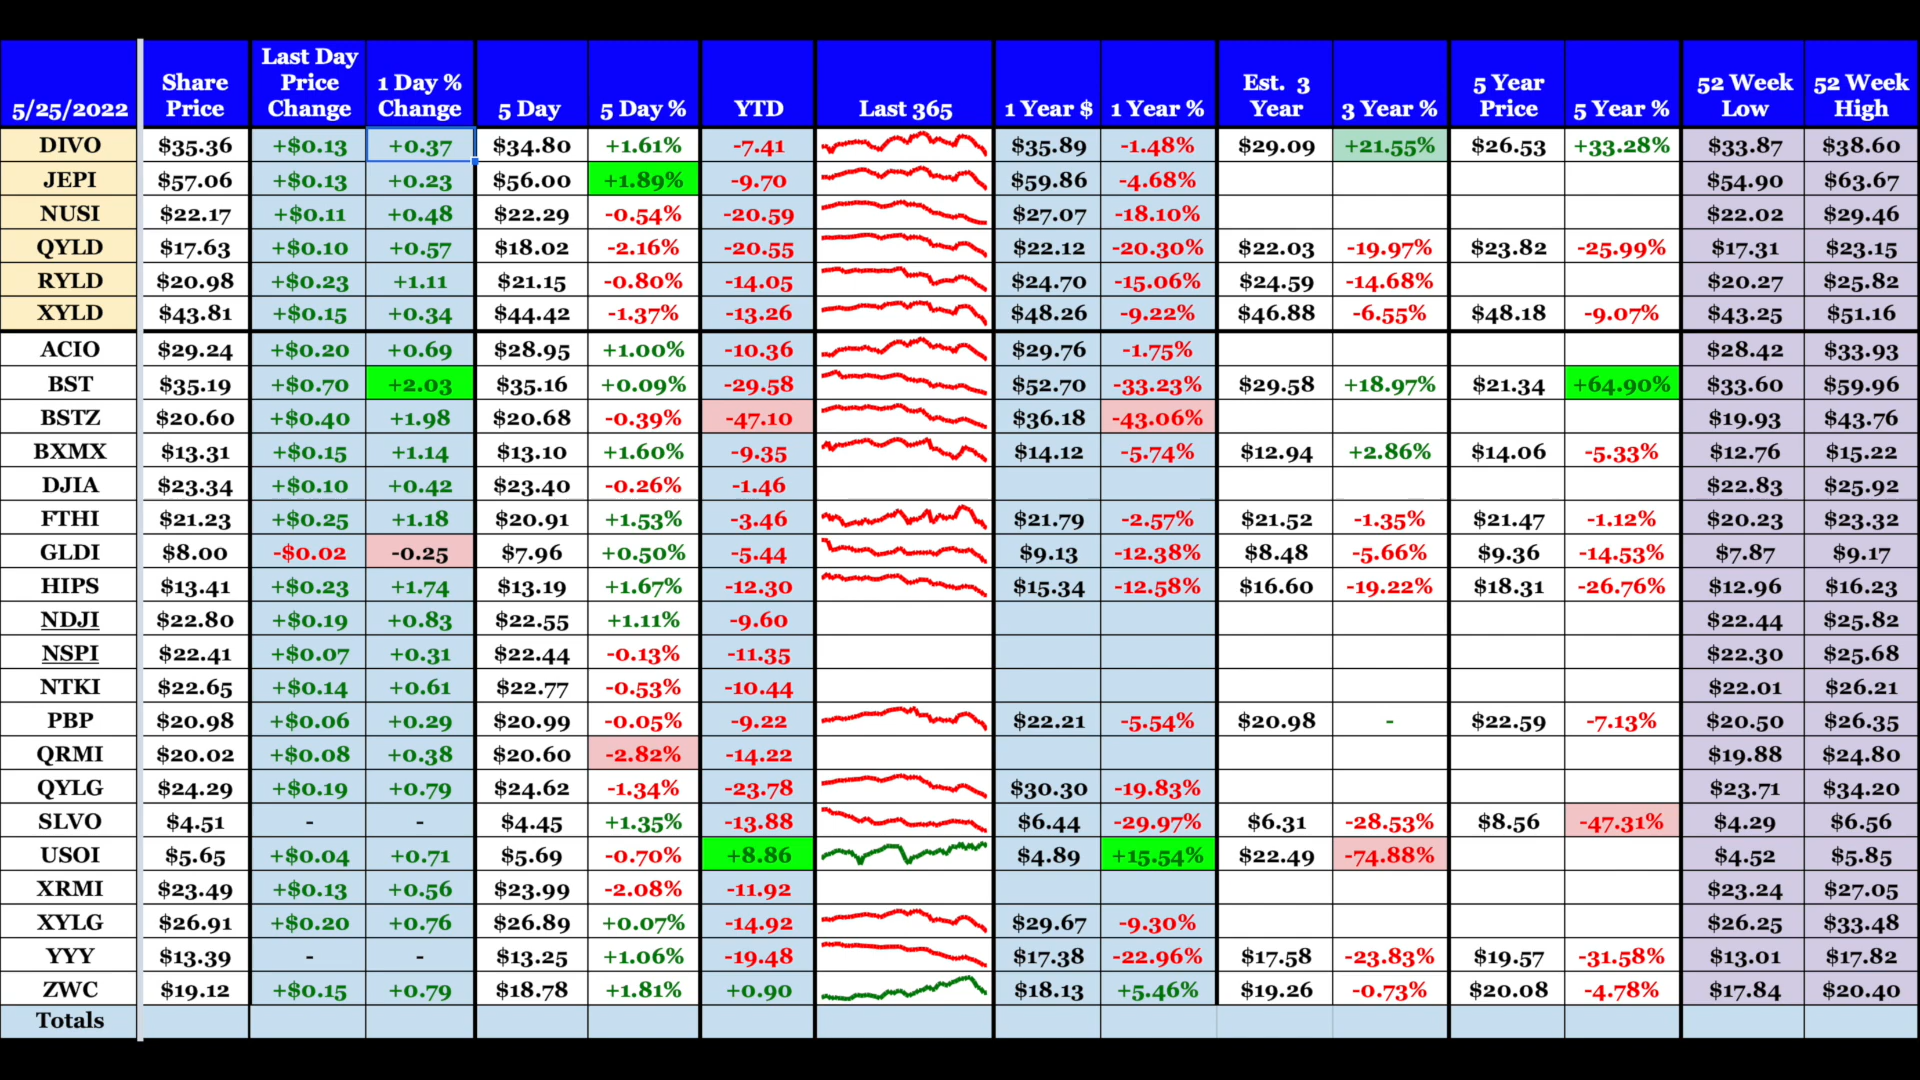 5/25/2022 Share Price Last Day Price Change 1 Day % Change 5 Day 5 Day % YTD Last 365 1 Year $ 1 Year % Est. 3 Year 3 Year % 5 Year Price 5 Year % 52 Week Low 52 Week High
DIVO $35.36 +$0.13 +0.37 $34.80 +1.61% -7.41 $35.89 -1.48% $29.09 +21.55% $26.53 +33.28% $33.87 $38.60
JEPI $57.06 +$0.13 +0.23 $56.00 +1.89% -9.70 $59.86 -4.68% $54.90 $63.67
NUSI $22.17 +$0.11 +0.48 $22.29 -0.54% -20.59 $27.07 -18.10% $22.02 $29.46
QYLD $17.63 +$0.10 +0.57 $18.02 -2.16% -20.55 $22.12 -20.30% $22.03 -19.97% $23.82 -25.99% $17.31 $23.15
RYLD $20.98 +$0.23 +1.11 $21.15 -0.80% -14.05 $24.70 -15.06% $24.59 -14.68% $20.27 $25.82
XYLD $43.81 +$0.15 +0.34 $44.42 -1.37% -13.26 $48.26 -9.22% $46.88 -6.55% $48.18 -9.07% $43.25 $51.16
ACIO $29.24 +$0.20 +0.69 $28.95 +1.00% -10.36 $29.76 -1.75% $28.42 $33.93
BST $35.19 +$0.70 +2.03 $35.16 +0.09% -29.58 $52.70 -33.23% $29.58 +18.97% $21.34 +64.90% $33.60 $59.96
BSTZ $20.60 +$0.40 +1.98 $20.68 -0.39% -47.10 $36.18 -43.06% $19.93 $43.76
BXMX $13.31 +$0.15 +1.14 $13.10 +1.60% -9.35 $14.12 -5.74% $12.94 +2.86% $14.06 -5.33% $12.76 $15.22
DJIA $23.34 +$0.10 +0.42 $23.40 -0.26% -1.46 $22.83 $25.92
FTHI $21.23 +$0.25 +1.18 $20.91 +1.53% -3.46 $21.79 -2.57% $21.52 -1.35% $21.47 -1.12% $20.23 $23.32
GLDI $8.00 -$0.02 -0.25 $7.96 +0.50% -5.44 $9.13 -12.38% $8.48 -5.66% $9.36 -14.53% $7.87 $9.17
HIPS $13.41 +$0.23 +1.74 $13.19 +1.67% -12.30 $15.34 -12.58% $16.60 -19.22% $18.31 -26.76% $12.96 $16.23
NDJI $22.80 +$0.19 +0.83 $22.55 +1.11% -9.60 $22.44 $25.82
NSPI $22.41 +$0.07 +0.31 $22.44 -0.13% -11.35 $22.30 $25.68
NTKI $22.65 +$0.14 +0.61 $22.77 -0.53% -10.44 $22.01 $26.21
PBP $20.98 +$0.06 +0.29 $20.99 -0.05% -9.22 $22.21 -5.54% $20.98 - $22.59 -7.13% $20.50 $26.35
QRMI $20.02 +$0.08 +0.38 $20.60 -2.82% -14.22 $19.88 $24.80
QYLG $24.29 +$0.19 +0.79 $24.62 -1.34% -23.78 $30.30 -19.83% $23.71 $34.20
SLVO $4.51 - - $4.45 +1.35% -13.88 $6.44 -29.97% $6.31 -28.53% $8.56 -47.31% $4.29 $6.56
USOI $5.65 +$0.04 +0.71 $5.69 -0.70% +8.86 $4.89 +15.54% $22.49 -74.88% $4.52 $5.85
XRMI $23.49 +$0.13 +0.56 $23.99 -2.08% -11.92 $23.24 $27.05
XYLG $26.91 +$0.20 +0.76 $26.89 +0.07% -14.92 $29.67 -9.30% $26.25 $33.48
YYY $13.39 - - $13.25 +1.06% -19.48 $17.38 -22.96% $17.58 -23.83% $19.57 -31.58% $13.01 $17.82
ZWC $19.12 +$0.15 +0.79 $18.78 +1.81% +0.90 $18.13 +5.46% $19.26 -0.73% $20.08 -4.78% $17.84 $20.40
Totals